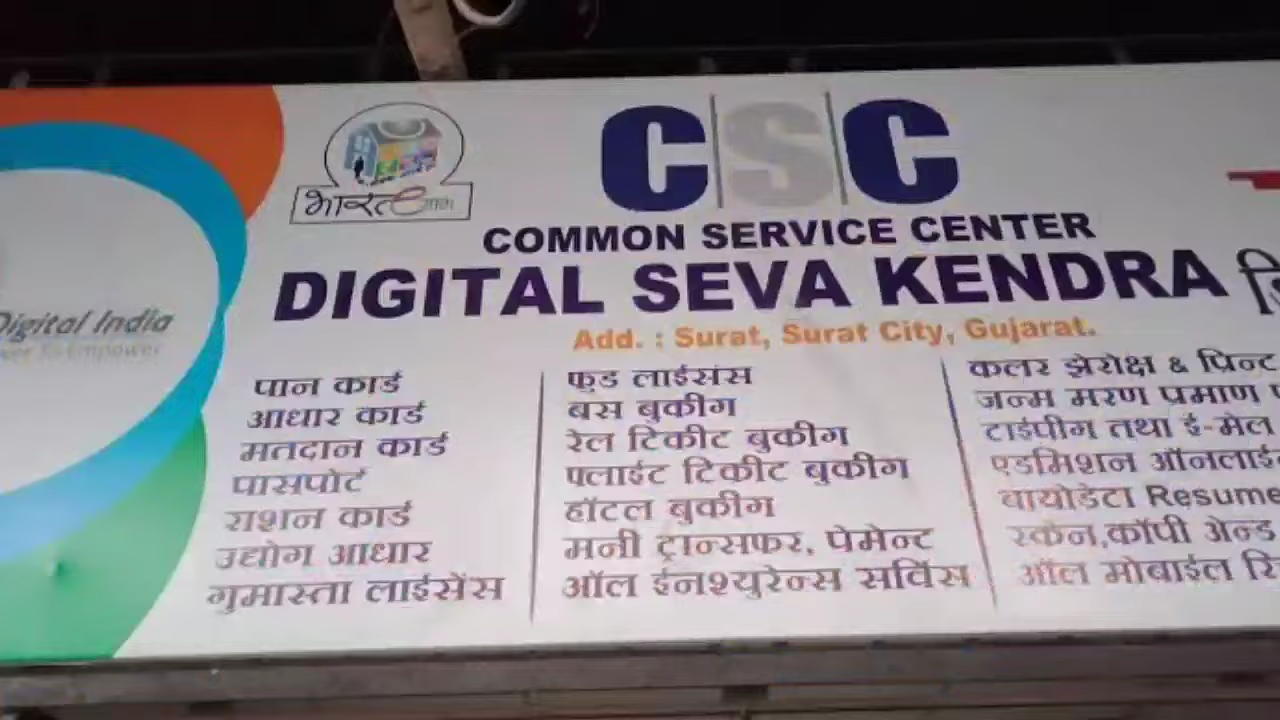 भारत
CSC
COMMON SERVICE CENTER
DIGITAL SEVA KENDRA
Digital India
Add. : Surat, Surat City, Gujarat.
पान कार्ड
आधार कार्ड
मतदान कार्ड
पासपोर्ट
राशन कार्ड
उद्योग आधार
गुमास्ता लाईसेंस
फुड लाईसंस
बस बुकींग
रेल टिकीट बुकींग
फ्लाईट टिकीट बुकींग
हॉटल बुकींग
मनी ट्रान्सफर, पेमेन्ट
ऑल ईनश्युरेन्स सर्विस
कलर झेरोक्ष & प्रिन्ट
जन्म मरण प्रमाण
टाईपींग तथा ई-मेल
एडमिशन
बायोडेटा Resume
स्केन,कॉपी अेन्ड
ऑल मोबाईल